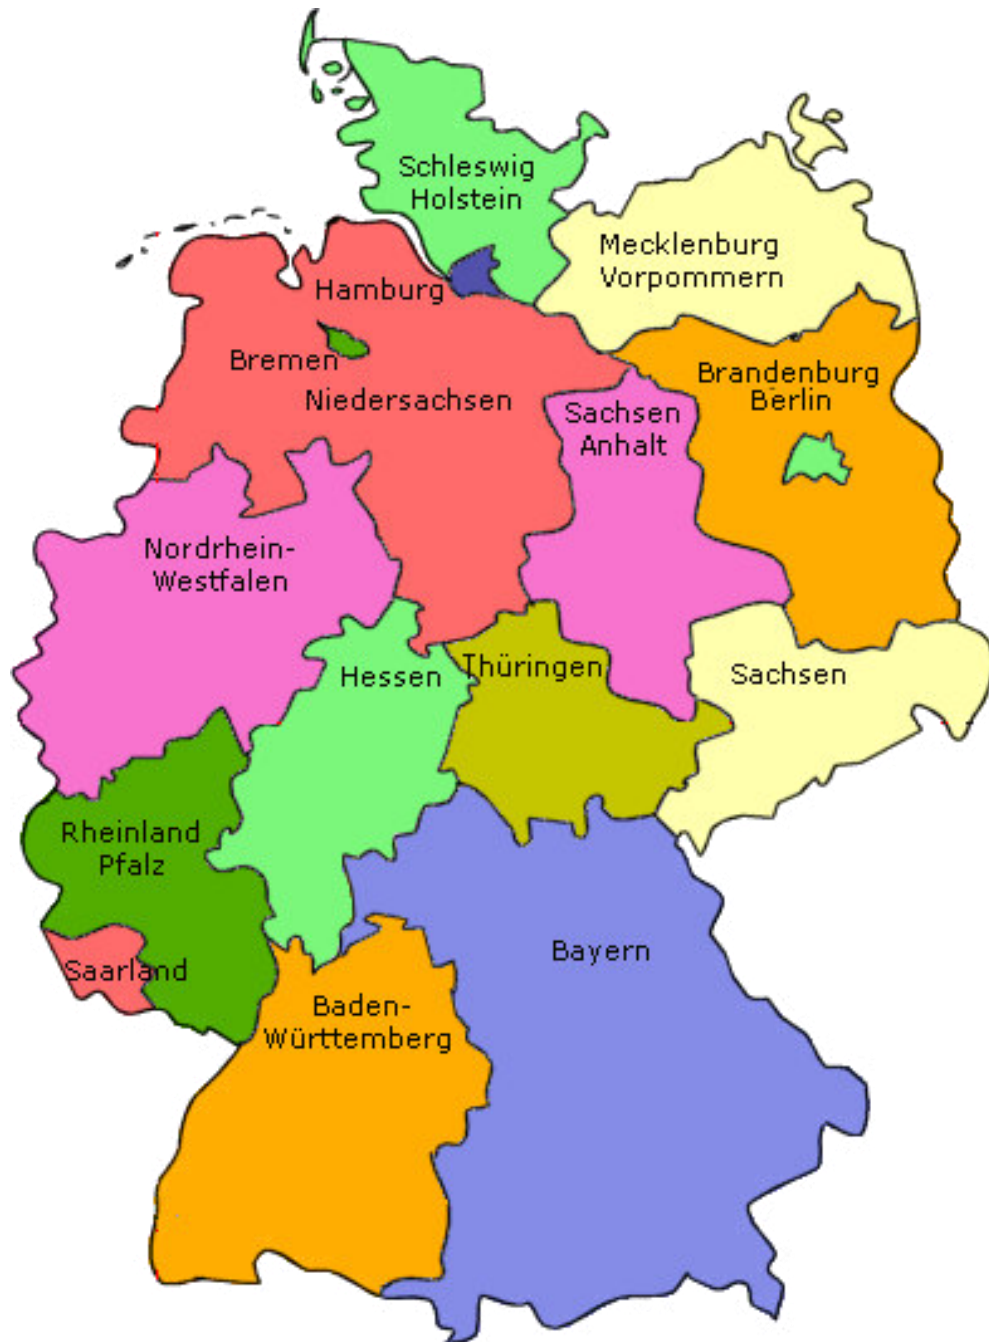 Schleswig
Holstein
Mecklenburg
Vorpommern
Hamburg
Bremen
Niedersachsen
Brandenburg
Berlin
Sachsen
Anhalt
Nordrhein-
Westfalen
Hessen
Thüringen
Sachsen
Rheinland
Pfalz
Saarland
Bayern
Baden-
Württemberg